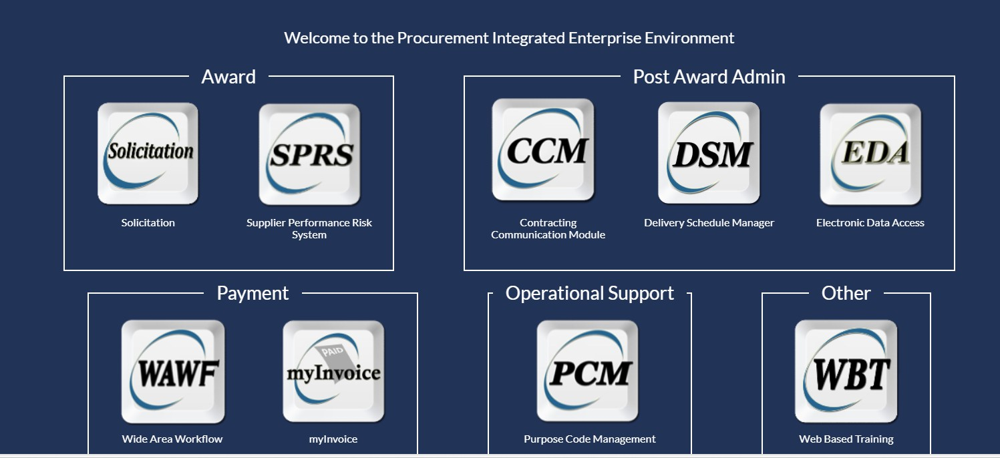 Welcome to the Procurement Integrated Enterprise Environment
Award
Solicitation
SPRS
Solicitation
Supplier Performance Risk
System
Post Award Admin
CCM
DSM
EDA
Contracting
Communication Module
Delivery Schedule Manager
Electronic Data Access
Payment
WAWF
PAID
myInvoice
Wide Area Workflow
myInvoice
Operational Support
PCM
Purpose Code Management
Other
WBT
Web Based Training